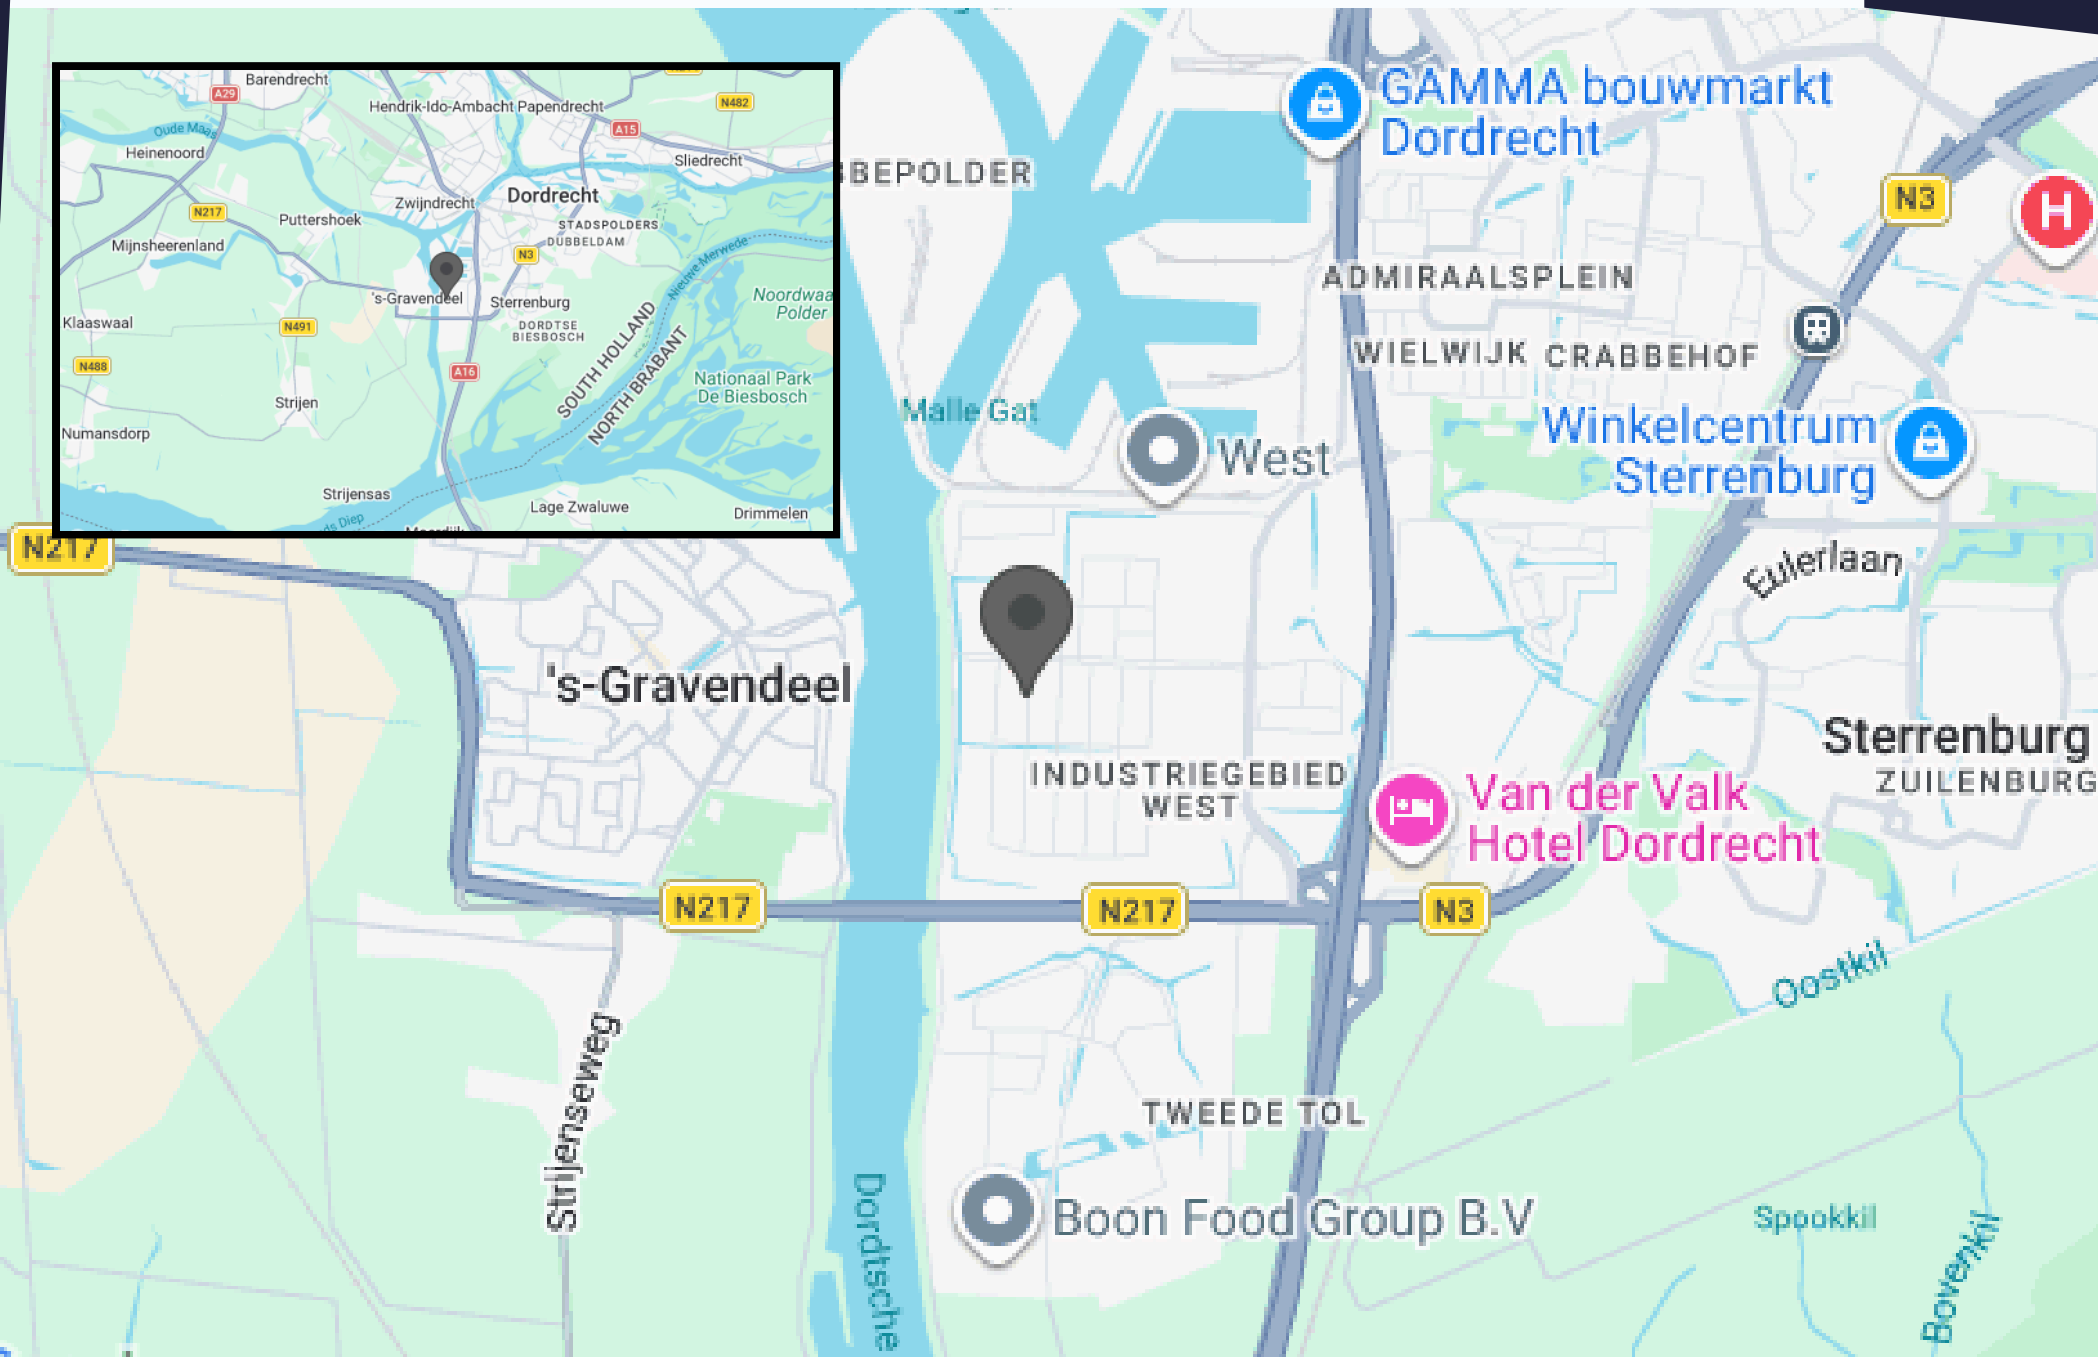 Barendrecht
A29
Hendrik-Ido-Ambacht Papendrecht
N482
A15
Oude Maas
Heinenoord
Sliedrecht
Dordrecht
Zwijndrecht
N217
Puttershoek
STADSPOLDERS
DUBBELDAM
Mijnsheerenland
N3
Nieuwe Merwede
's-Gravendeel
Sterrenburg
Klaaswaal
N491
DORDTSE
BIESBOSCH
SOUTH HOLLAND
NORTH BRABANT
N488
A16
Nationaal Park
De Biesbosch
Polder
Strijen
Numansdorp
Strijensas
Lage Zwaluwe
Drimmelen
Diep
GAMMA bouwmarkt
Dordrecht
BBEPOLDER
N3
H
ADMIRAALSPLEIN
WIELWIJK
CRABBEHOF
Malle Gat
West
Winkelcentrum
Sterrenburg
N217
Eulerlaan
's-Gravendeel
Sterrenburg
ZUILENBURG
INDUSTRIEGEBIED
WEST
Van der Valk
Hotel Dordrecht
N217
N217
N3
Oostkil
Strijenseweg
TWEEDE TOL
Dordtsche
Boon Food Group B.V
Spookkil
Bovenkil